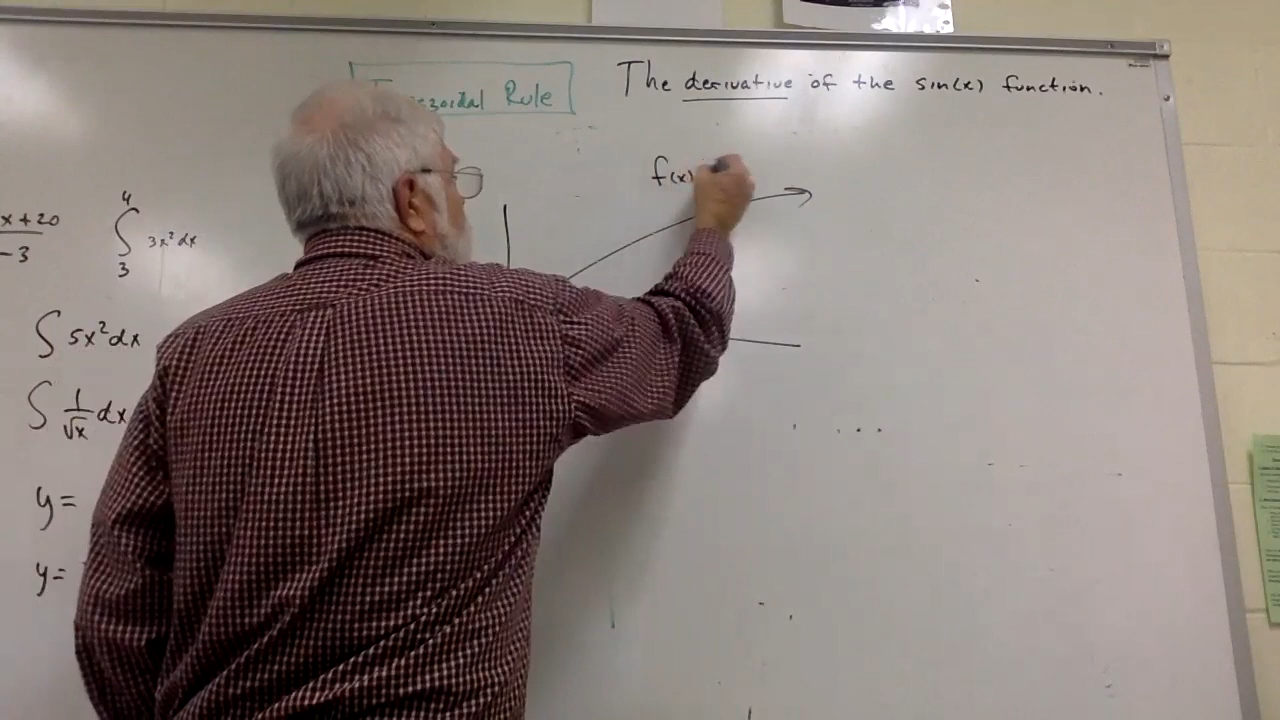 Rule
The derivative of the sin(x) function.
f(x)
x + 20
-3
4
∫ 3x² dx
3
∫ 5x² dx
∫ 1/√x dx
y =
y =